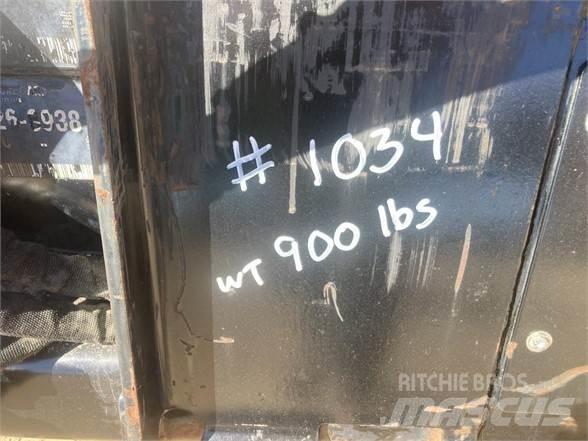 # 1034
WT 900 lbs
RITCHIE BROS.
MASCUS